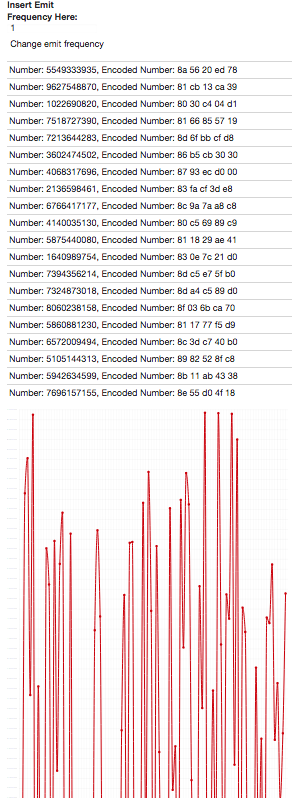 Insert Emit
Frequency Here:
1
Change emit frequency
Number: 5549333935, Encoded Number: 8a 56 20 ed 78
Number: 9627548870, Encoded Number: 81 cb 13 ca 39
Number: 1022690820, Encoded Number: 80 30 c4 04 d1
Number: 7518727390, Encoded Number: 81 66 85 57 19
Number: 7213644283, Encoded Number: 8d 6f bb cf d8
Number: 3602474502, Encoded Number: 86 b5 cb 30 30
Number: 4068317696, Encoded Number: 87 93 ec d0 00
Number: 2136598461, Encoded Number: 83 fa cf 3d e8
Number: 6766417177, Encoded Number: 8c 9a 7a a8 c8
Number: 4140035130, Encoded Number: 80 c5 69 89 c9
Number: 5875440080, Encoded Number: 81 18 29 ae 41
Number: 1640989754, Encoded Number: 83 0e 7c 21 d0
Number: 7394356214, Encoded Number: 8d c5 e7 5f b0
Number: 7324873018, Encoded Number: 8d a4 c5 89 d0
Number: 8060238158, Encoded Number: 8f 03 6b ca 70
Number: 5860881230, Encoded Number: 81 17 77 f5 d9
Number: 6572009494, Encoded Number: 8c 3d c7 40 b0
Number: 5105144313, Encoded Number: 89 82 52 8f c8
Number: 5942634599, Encoded Number: 8b 11 ab 43 38
Number: 7696157155, Encoded Number: 8e 55 d0 4f 18